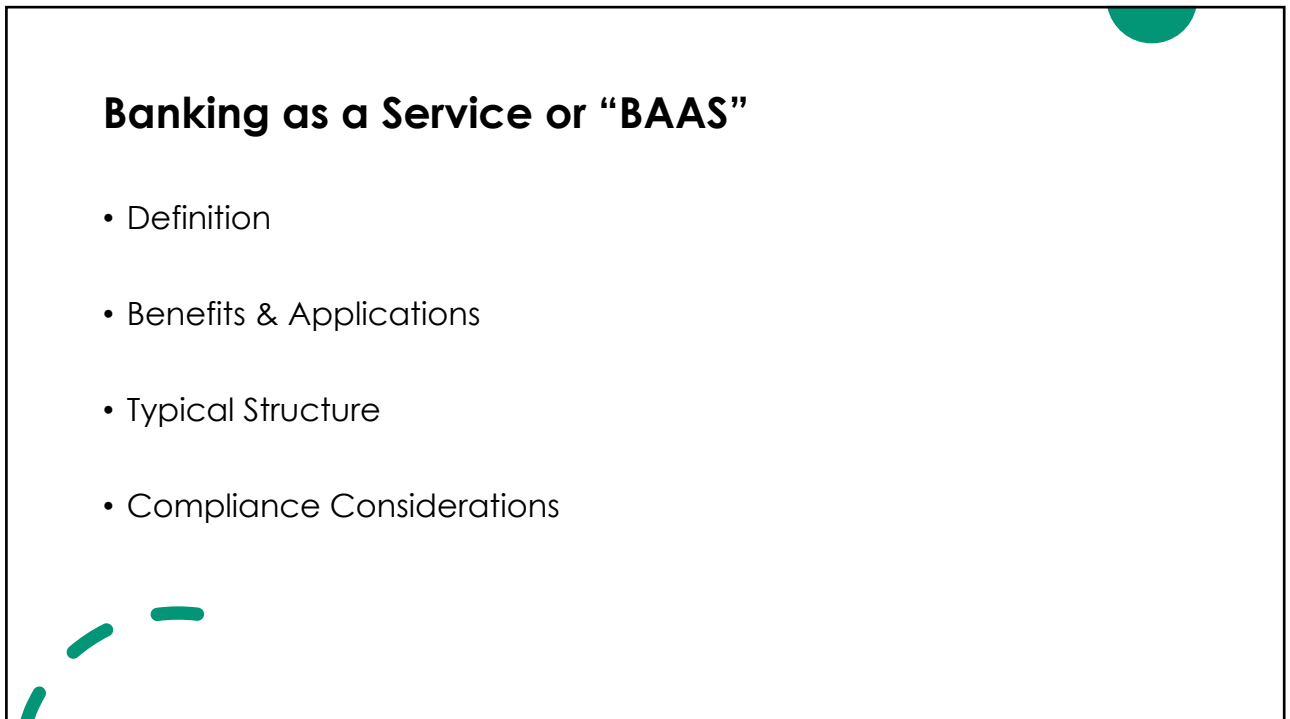 Banking as a Service or “BAAS”
• Definition
• Benefits & Applications
• Typical Structure
• Compliance Considerations